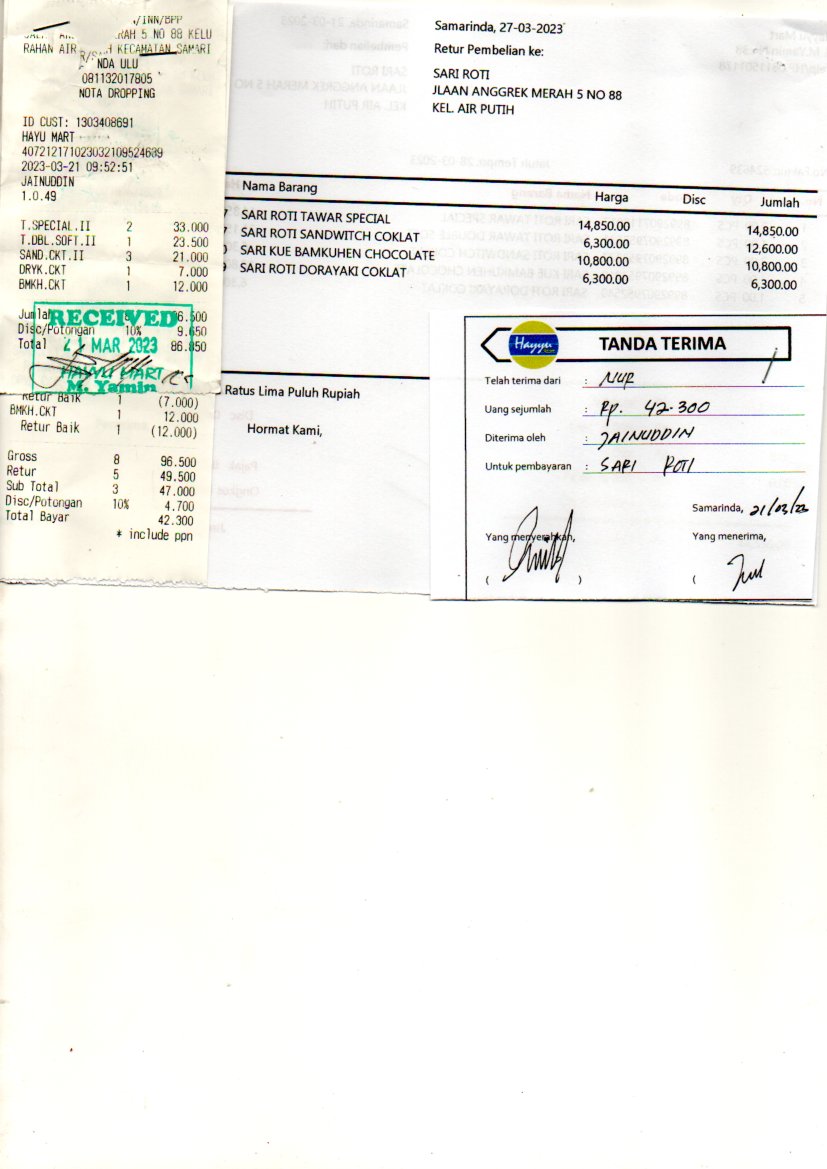 /INN/BPP
RAH 5 NO 88 KELU
RAHAN AIR KECAMATAN SAMARI
NDA ULU
081132017805
NOTA DROPPING
ID CUST: 1303408691
HAYU MART
407212171023032109524639
2023-03-21 09:52:51
JAINUDDIN
1.0.49
T.SPECIAL.II 2 33.000
T.DBL.SOFT.II 1 23.500
SAND.CKT.II 3 21.000
DRYK.CKT 1 7.000
BMKH.CKT 1 12.000
Jumlah 6.500
Disc/Potongan 10% 9.650
Total 86.850
RECEIVED
21 MAR 2023
HAYYU MART
M. Yamin
Retur Baik 1 (7.000)
BMKH.CKT 1 12.000
Retur Baik 1 (12.000)
Gross 8 96.500
Retur 5 49.500
Sub Total 3 47.000
Disc/Potongan 10% 4.700
Total Bayar 42.300
* include ppn
Samarinda, 27-03-2023
Retur Pembelian ke:
SARI ROTI
JLAAN ANGGREK MERAH 5 NO 88
KEL. AIR PUTIH
Nama Barang Harga Disc Jumlah
SARI ROTI TAWAR SPECIAL 14,850.00 14,850.00
SARI ROTI SANDWITCH COKLAT 6,300.00 12,600.00
SARI KUE BAMKUHEN CHOCOLATE 10,800.00 10,800.00
SARI ROTI DORAYAKI COKLAT 6,300.00 6,300.00
Ratus Lima Puluh Rupiah
Hormat Kami,
Hayyu
TANDA TERIMA
Telah terima dari : NUR
Uang sejumlah : Rp. 42.300
Diterima oleh : JAINUDDIN
Untuk pembayaran : SARI ROTI
Samarinda, 21/03/23
Yang menyerahkan, Yang menerima,
( ) (